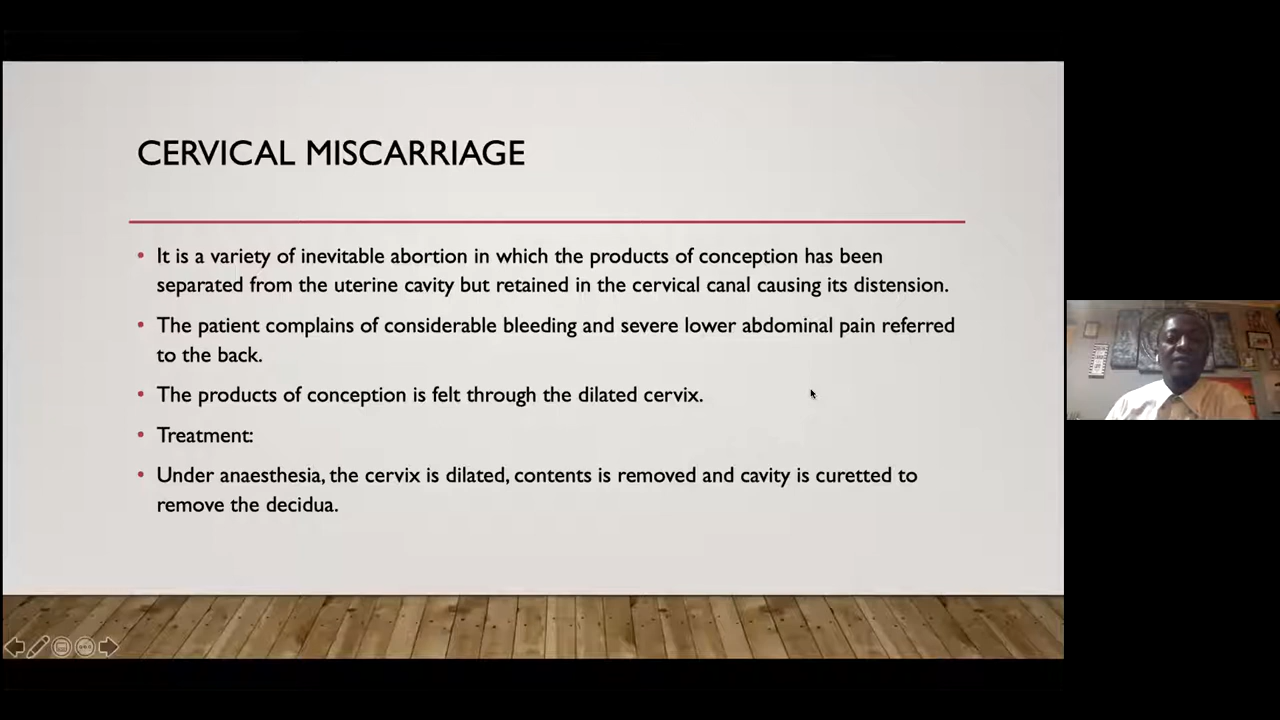 CERVICAL MISCARRIAGE
• It is a variety of inevitable abortion in which the products of conception has been
separated from the uterine cavity but retained in the cervical canal causing its distension.
• The patient complains of considerable bleeding and severe lower abdominal pain referred
to the back.
• The products of conception is felt through the dilated cervix.
• Treatment:
• Under anaesthesia, the cervix is dilated, contents is removed and cavity is curetted to
remove the decidua.